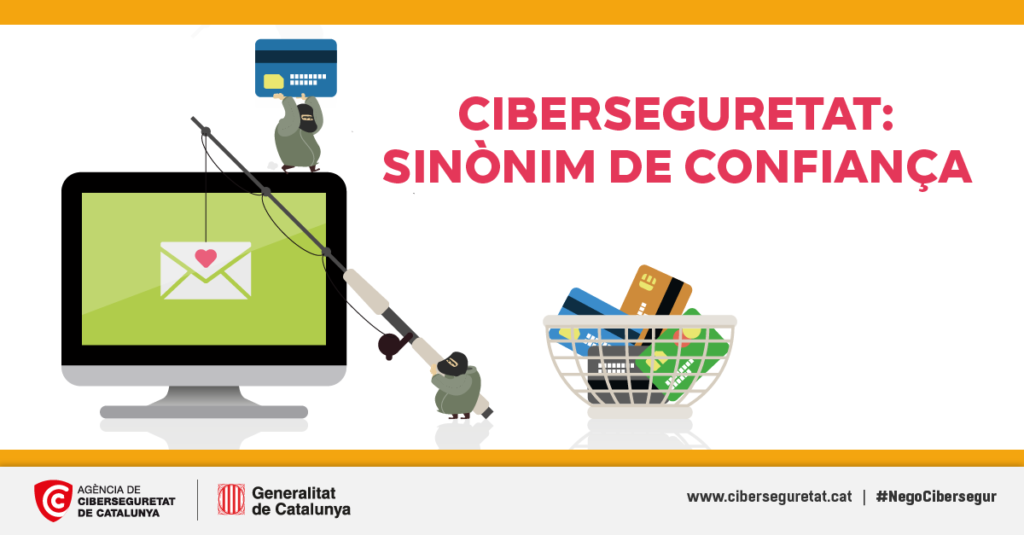 CIBERSEGURETAT:
SINÒNIM DE CONFIANÇA
AGÈNCIA DE
CIBERSEGURETAT
DE CATALUNYA
Generalitat
de Catalunya
www.ciberseguretat.cat | #NegoCibersegur